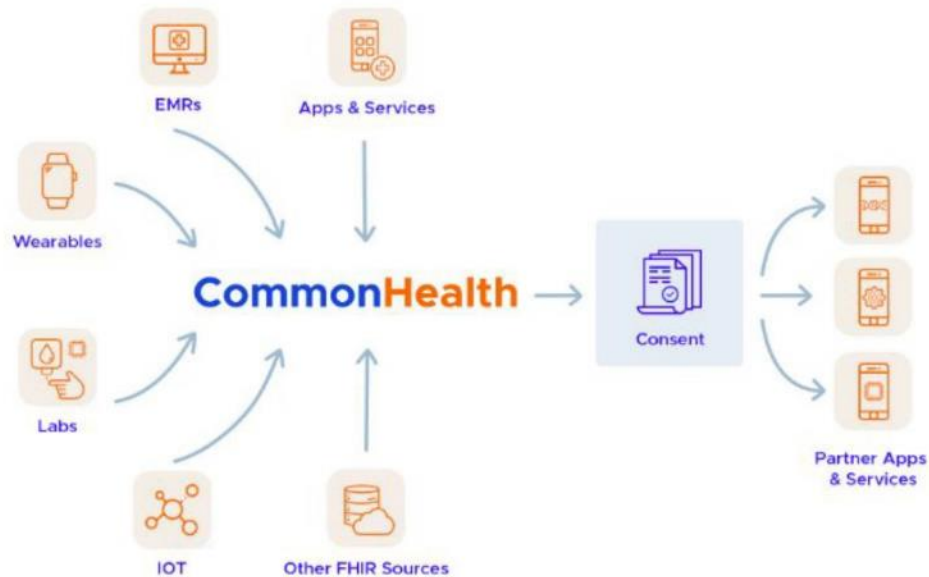 EMRs
Apps & Services
Wearables
CommonHealth
Consent
Labs
Partner Apps
& Services
IOT
Other FHIR Sources